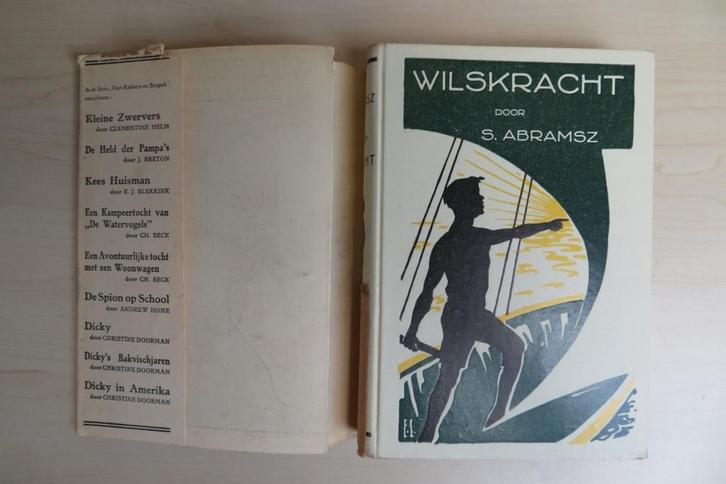 In de Serie „Voor Rakkers en Bengels"
verschenen:
Kleine Zwervers
door CLEMENTINE HELM
De Held der Pampa's
door J. BRETON
Kees Huisman
door E. J. BLEKKINK
Een Kampeertocht van
„De Watervogels"
door CH. BECK
Een Avontuurlijke tocht
met een Woonwagen
door CH. BECK
De Spion op School
door ANDREW HOME
Dicky
door CHRISTINE DOORMAN
Dicky's Bakvischjaren
door CHRISTINE DOORMAN
Dicky in Amerika
door CHRISTINE DOORMAN
WILSKRACHT
DOOR
S. ABRAMSZ